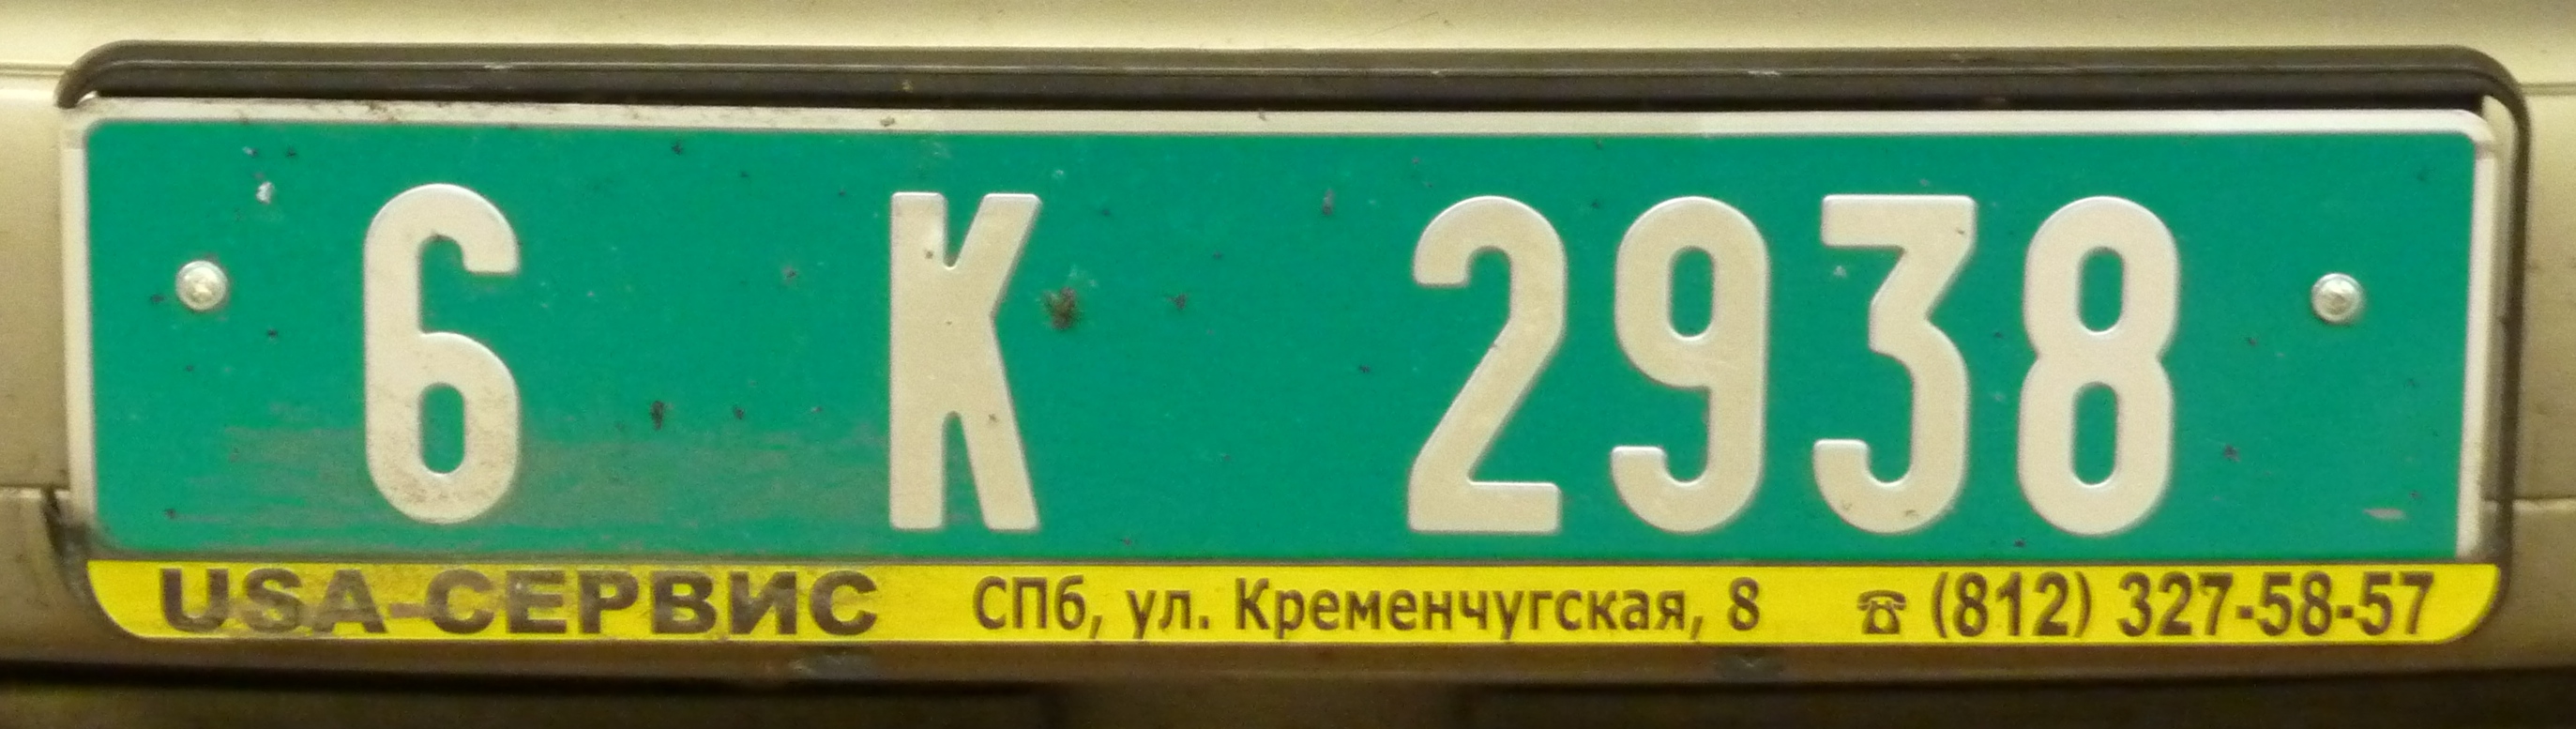 6 K 2938
USA-СЕРВИС СПб, ул. Кременчугская, 8 ☎ (812) 327-58-57